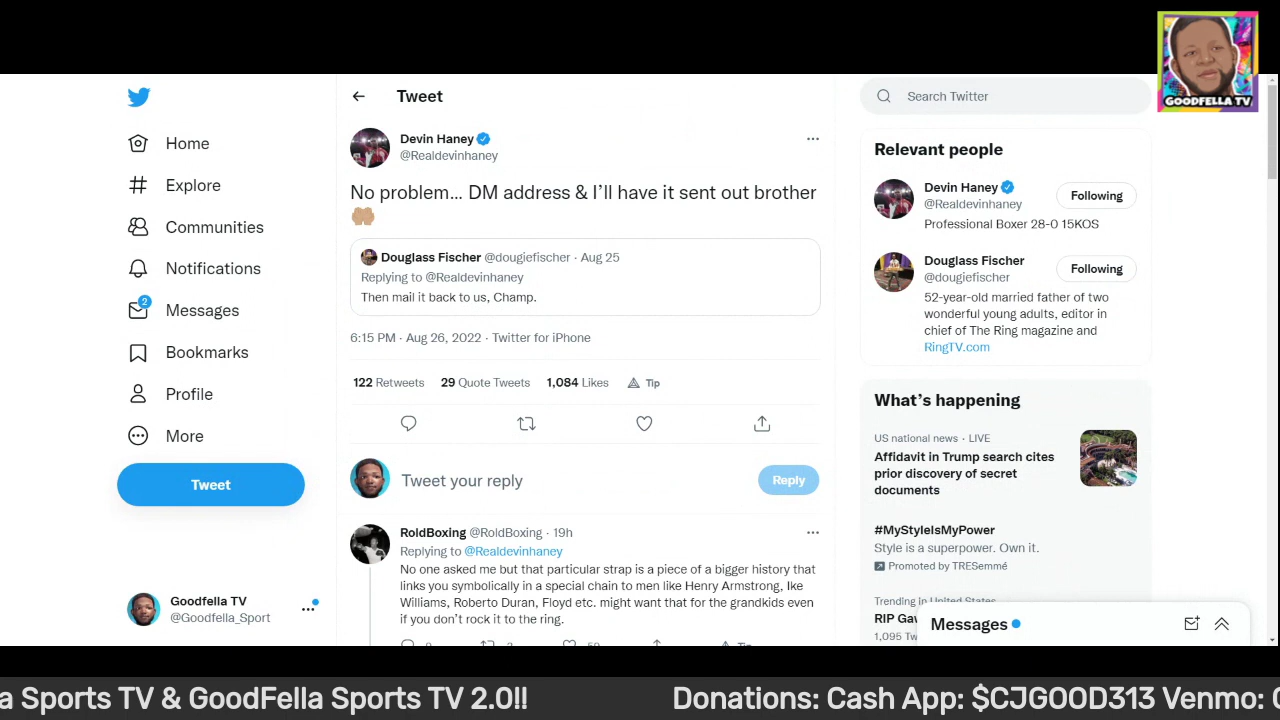 GOODFELLA TV
Home
Explore
Communities
Notifications
2
Messages
Bookmarks
Profile
More
Tweet
Goodfella TV
@Goodfella_Sport
Tweet
Devin Haney
@Realdevinhaney
No problem... DM address & I'll have it sent out brother
🤲🏽
Douglass Fischer @dougiefischer · Aug 25
Replying to @Realdevinhaney
Then mail it back to us, Champ.
6:15 PM · Aug 26, 2022 · Twitter for iPhone
122 Retweets 29 Quote Tweets 1,084 Likes Tip
Tweet your reply
Reply
RoldBoxing @RoldBoxing · 19h
Replying to @Realdevinhaney
No one asked me but that particular strap is a piece of a bigger history that
links you symbolically in a special chain to men like Henry Armstrong, Ike
Williams, Roberto Duran, Floyd etc. might want that for the grandkids even
if you don't rock it to the ring.
Search Twitter
Relevant people
Devin Haney
@Realdevinhaney
Following
Professional Boxer 28-0 15KOS
Douglass Fischer
@dougiefischer
Following
52-year-old married father of two
wonderful young adults, editor in
chief of The Ring magazine and
RingTV.com
What's happening
US national news · LIVE
Affidavit in Trump search cites
prior discovery of secret
documents
#MyStyleIsMyPower
Style is a superpower. Own it.
Promoted by TRESemmé
Trending in United States
RIP Gav
1,095 Tw
Messages
a Sports TV & GoodFella Sports TV 2.0!! Donations: Cash App: $CJGOOD313 Venmo: